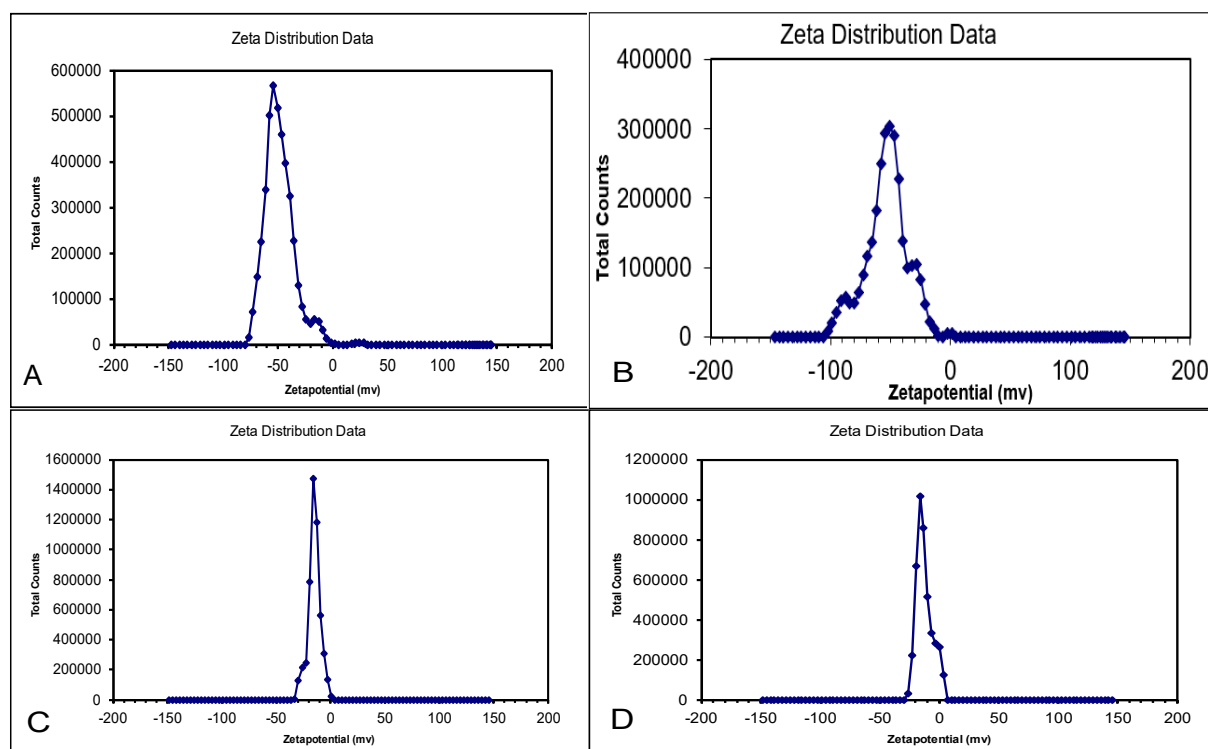 Zeta Distribution Data
600000
500000
400000
300000
200000
100000
0
-200 -150 -100 -50 0 50 100 150 200
Total Counts
Zetapotential (mv)
A
Zeta Distribution Data
400000
300000
200000
100000
0
-200 -100 0 100 200
Total Counts
Zetapotential (mv)
B
Zeta Distribution Data
1600000
1400000
1200000
1000000
800000
600000
400000
200000
0
-200 -150 -100 -50 0 50 100 150 200
Total Counts
Zetapotential (mv)
C
Zeta Distribution Data
1200000
1000000
800000
600000
400000
200000
0
-200 -150 -100 -50 0 50 100 150 200
Total Counts
Zetapotential (mv)
D